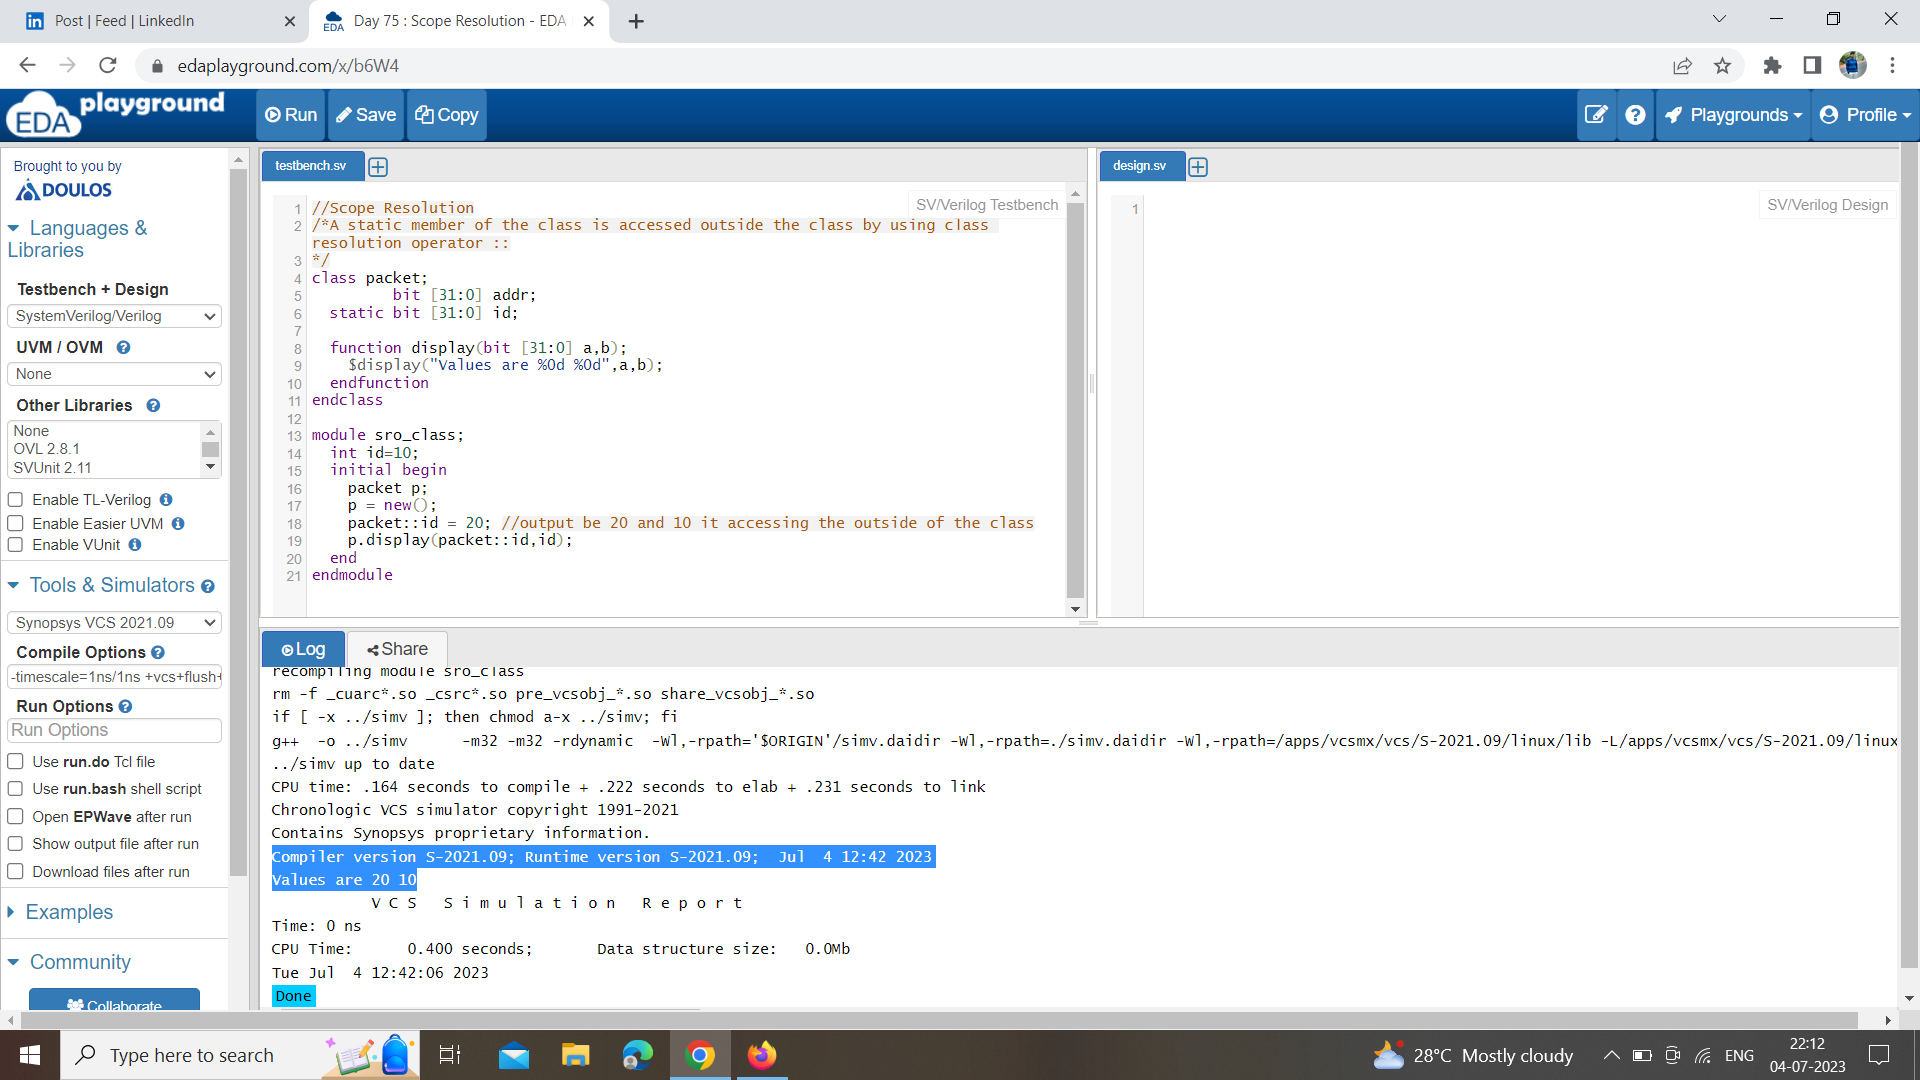 Post | Feed | LinkedIn
Day 75 : Scope Resolution - EDA
edaplayground.com/x/b6W4
EDA playground
Run
Save
Copy
Playgrounds
Profile
Brought to you by
DOULOS
Languages &
Libraries
Testbench + Design
SystemVerilog/Verilog
UVM / OVM
None
Other Libraries
None
OVL 2.8.1
SVUnit 2.11
Enable TL-Verilog
Enable Easier UVM
Enable VUnit
Tools & Simulators
Synopsys VCS 2021.09
Compile Options
-timescale=1ns/1ns +vcs+flush+
Run Options
Run Options
Use run.do Tcl file
Use run.bash shell script
Open EPWave after run
Show output file after run
Download files after run
Examples
Community
Collaborate
testbench.sv
SV/Verilog Testbench
1 //Scope Resolution
2 /*A static member of the class is accessed outside the class by using class
resolution operator ::
3 */
4 class packet;
5 bit [31:0] addr;
6 static bit [31:0] id;
7
8 function display(bit [31:0] a,b);
9 $display("Values are %0d %0d",a,b);
10 endfunction
11 endclass
12
13 module sro_class;
14 int id=10;
15 initial begin
16 packet p;
17 p = new();
18 packet::id = 20; //output be 20 and 10 it accessing the outside of the class
19 p.display(packet::id,id);
20 end
21 endmodule
design.sv
SV/Verilog Design
1
Log
Share
recompiling module sro_class
rm -f _cuarc*.so _csrc*.so pre_vcsobj_*.so share_vcsobj_*.so
if [ -x ../simv ]; then chmod a-x ../simv; fi
g++ -o ../simv -m32 -m32 -rdynamic -Wl,-rpath='$ORIGIN'/simv.daidir -Wl,-rpath=./simv.daidir -Wl,-rpath=/apps/vcsmx/vcs/S-2021.09/linux/lib -L/apps/vcsmx/vcs/S-2021.09/linux
../simv up to date
CPU time: .164 seconds to compile + .222 seconds to elab + .231 seconds to link
Chronologic VCS simulator copyright 1991-2021
Contains Synopsys proprietary information.
Compiler version S-2021.09; Runtime version S-2021.09; Jul 4 12:42 2023
Values are 20 10
V C S S i m u l a t i o n R e p o r t
Time: 0 ns
CPU Time: 0.400 seconds; Data structure size: 0.0Mb
Tue Jul 4 12:42:06 2023
Done
Type here to search
28°C Mostly cloudy
ENG
22:12
04-07-2023